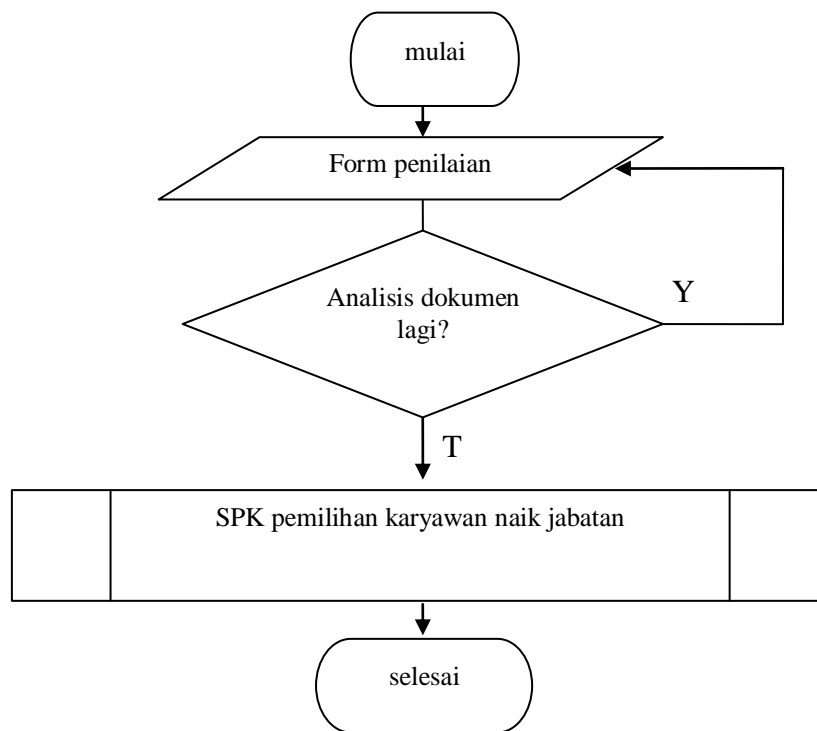 mulai
Form penilaian
Analisis dokumen
lagi?
Y
T
SPK pemilihan karyawan naik jabatan
selesai